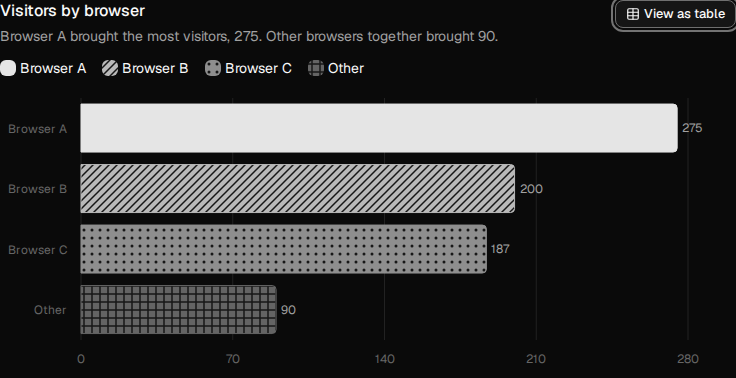 Visitors by browser
View as table
Browser A brought the most visitors, 275. Other browsers together brought 90.
Browser A Browser B Browser C Other
Browser A 275
Browser B 200
Browser C 187
Other 90
0 70 140 210 280